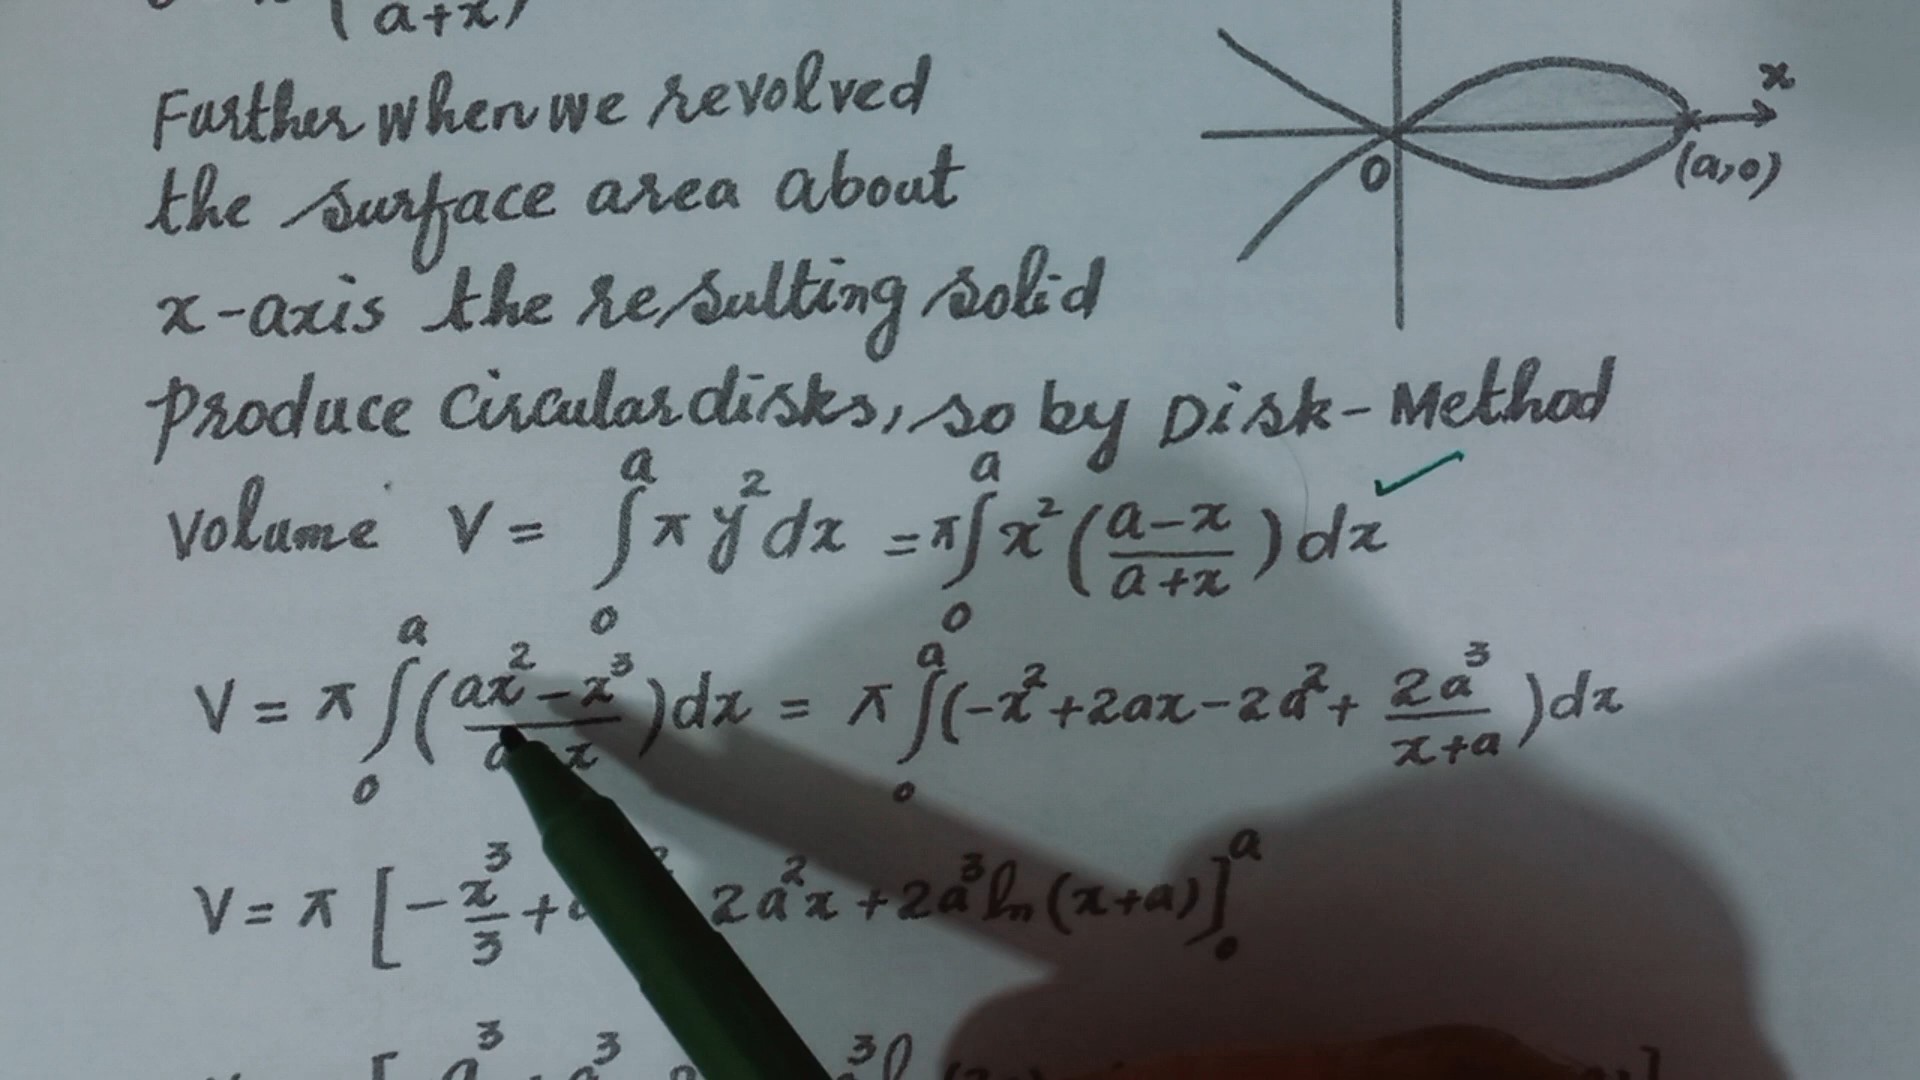 (a+x)
Further when we revolved
the surface area about
x-axis the resulting solid
produce Circular disks, so by Disk-Method
x
O
(a,0)
Volume V = ∫₀ᵃ π y² dx = π∫₀ᵃ x² (a-x / a+x) dx
V = π ∫₀ᵃ (ax² - x³ / a x) dx = π ∫₀ᵃ (-x² + 2ax - 2a² + 2a³ / x+a) dx
V = π [-x³/3 + 2a²x + 2a³ ln (x+a)]₀ᵃ